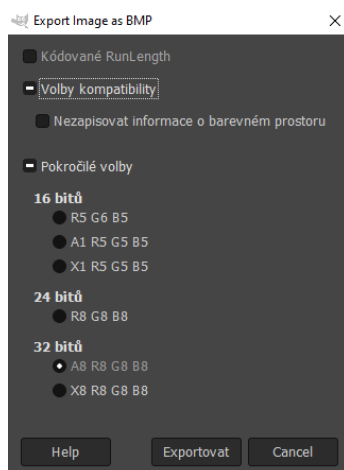 Export Image as BMP
Kódované RunLength
Volby kompatibility
Nezapisovat informace o barevném prostoru
Pokročilé volby
16 bitů
R5 G6 B5
A1 R5 G5 B5
X1 R5 G5 B5
24 bitů
R8 G8 B8
32 bitů
A8 R8 G8 B8
X8 R8 G8 B8
Help Exportovat Cancel